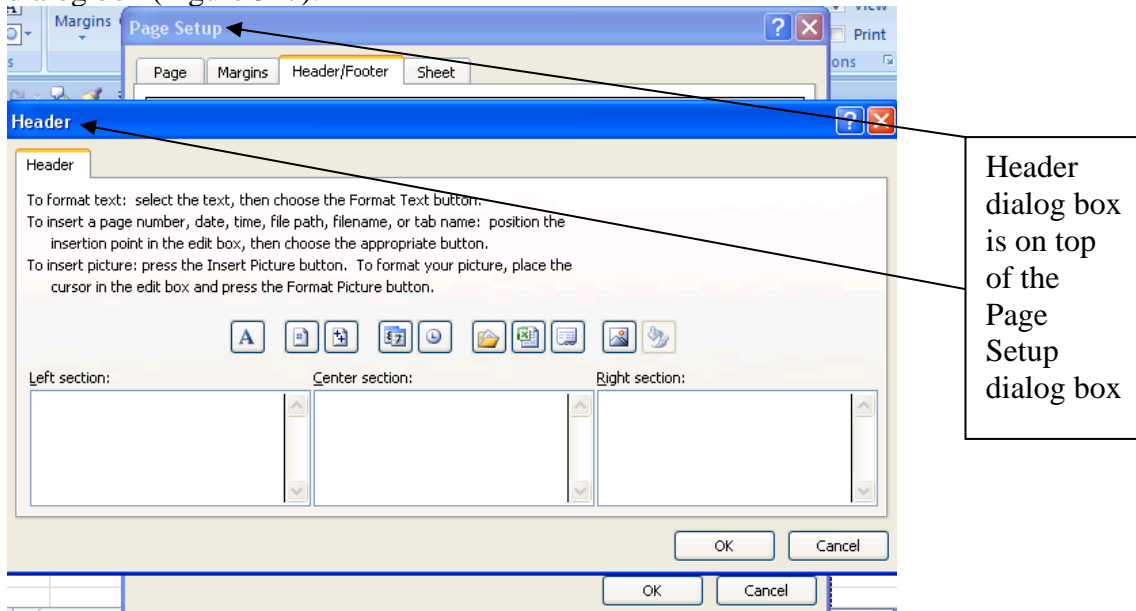 Margins
Page Setup
View
Print
Page Margins Header/Footer Sheet
ons
Header
Header
To format text: select the text, then choose the Format Text button.
To insert a page number, date, time, file path, filename, or tab name: position the
insertion point in the edit box, then choose the appropriate button.
To insert picture: press the Insert Picture button. To format your picture, place the
cursor in the edit box and press the Format Picture button.
A
Left section: Center section: Right section:
OK Cancel
OK Cancel
Header
dialog box
is on top
of the
Page
Setup
dialog box